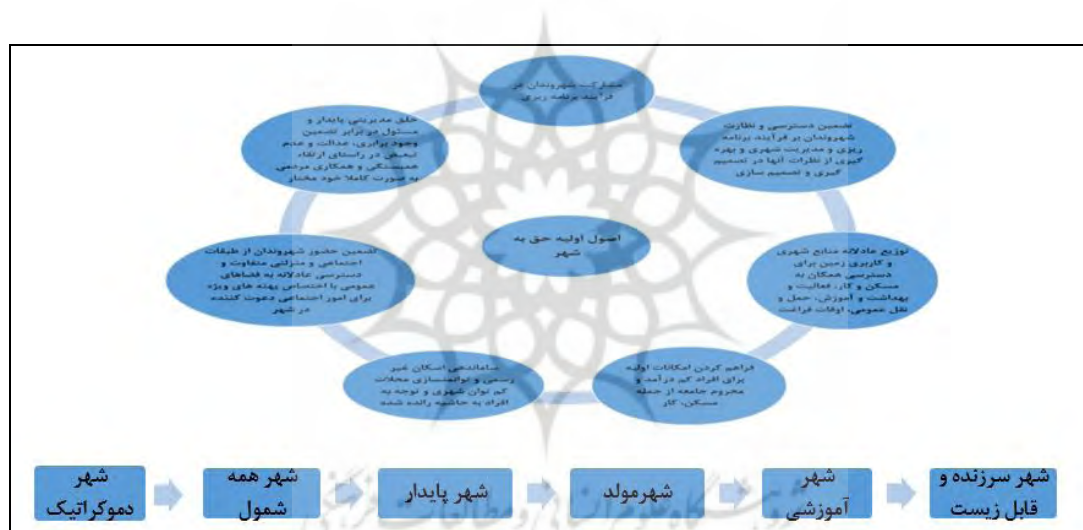 مشارکت شهروندان در
فرآیند برنامه ریزی
تضمین دسترسی و نظارت
شهروندان بر فرآیند برنامه
ریزی و مدیریت شهری و بهره
گیری از نظرات آنها در تصمیم
گیری و تصمیم سازی
توزیع عادلانه منابع شهری
و کاربری زمین برای
دسترسی همگان به
مسکن و کار، فعالیت و
بهداشت و آموزش، حمل و
نقل عمومی، اوقات فراغت
فراهم کردن امکانات اولیه
برای افراد کم درآمد و
محروم جامعه از جمله
مسکن، کار
ساماندهی اسکان غیر
رسمی و توانمندسازی محلات
کم توان شهری و توجه به
افراد به حاشیه رانده شده
تضمین حضور شهروندان از طبقات
اجتماعی و منزلتی متفاوت و
دسترسی عادلانه به فضاهای
عمومی با اختصاص پهنه های ویژه
برای امور اجتماعی دعوت کننده
در شهر
خلق مدیریتی پایدار و
مسئول در برابر تضمین
وجود برابری، عدالت و عدم
تبعیض در راستای ارتقاء
همبستگی و همکاری مردمی
به صورت کاملا خود مختار
اصول اولیه حق به
شهر
شهر سرزنده و
قابل زیست
شهر
آموزشی
شهرمولد
شهر پایدار
شهر همه
شمول
شهر
دموکراتیک
پژوهشگاه علوم انسانی و مطالعات فرهنگی